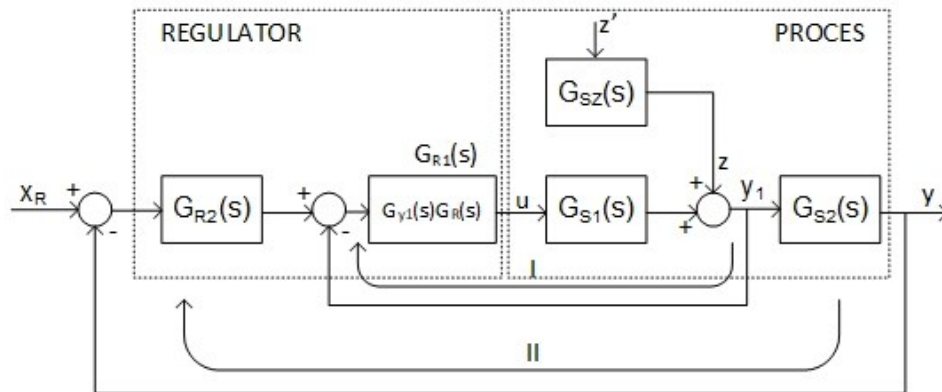 REGULATOR
PROCES
z'
G_SZ(s)
G_R1(s)
z
X_R
+
-
G_R2(s)
+
-
G_y1(s)G_R(s)
u
G_S1(s)
+
+
y_1
G_S2(s)
y
I
II